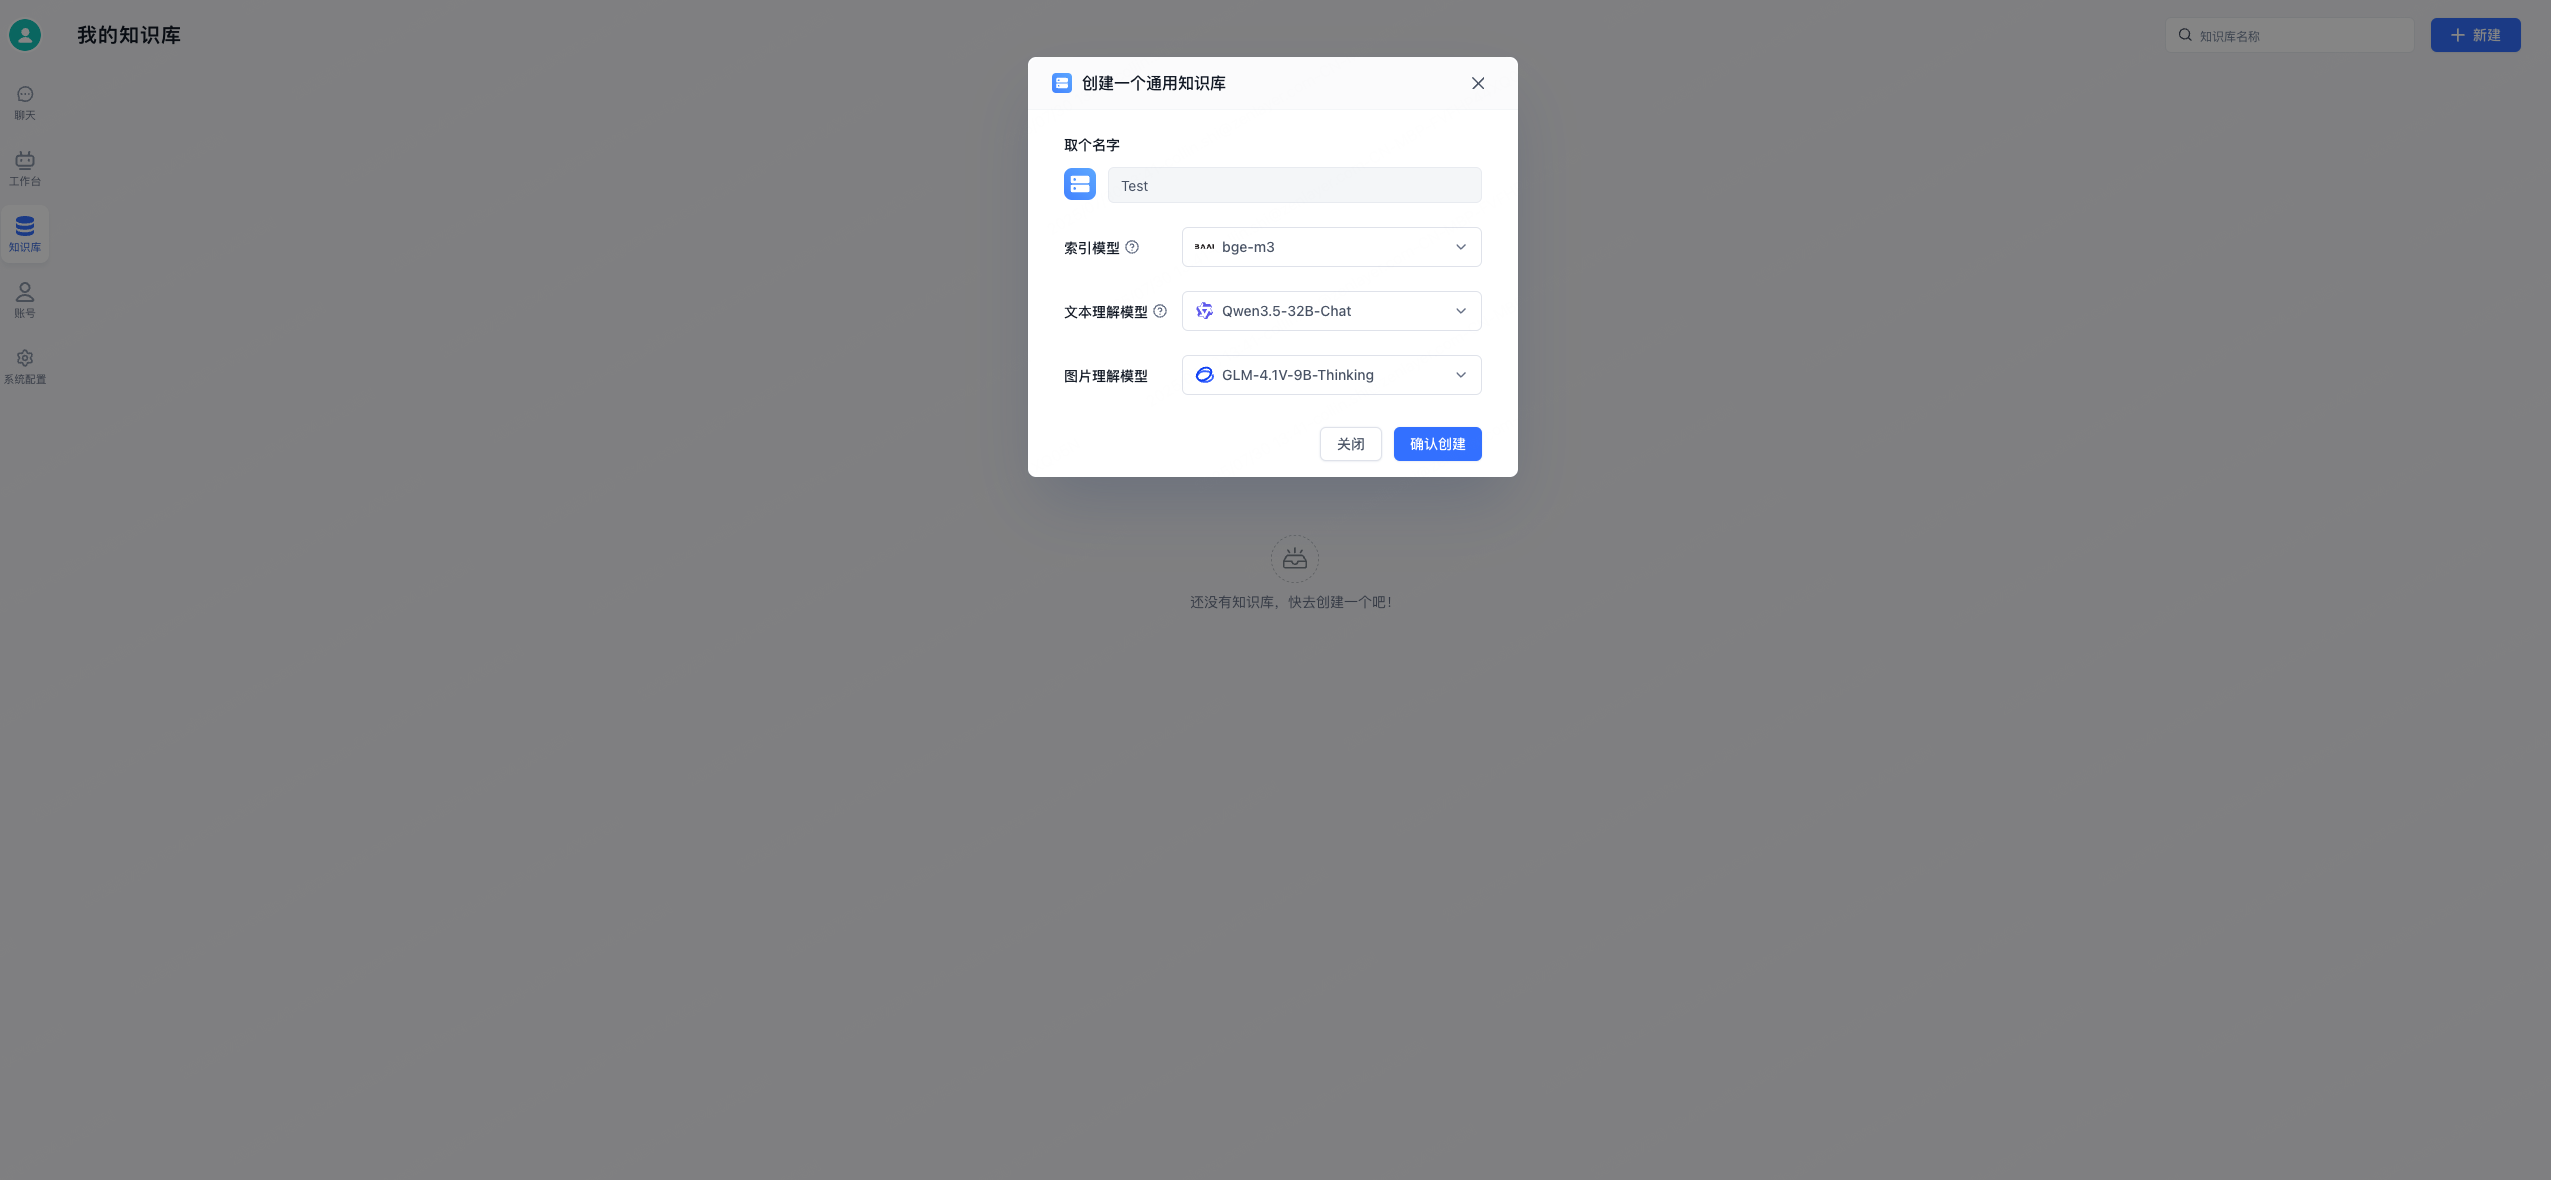 我的知识库
知识库名称
新建
聊天
工作台
知识库
账号
系统配置
创建一个通用知识库
取个名字
Test
索引模型
BAAI bge-m3
文本理解模型
Qwen3.5-32B-Chat
图片理解模型
GLM-4.1V-9B-Thinking
关闭
确认创建
还没有知识库，快去创建一个吧！